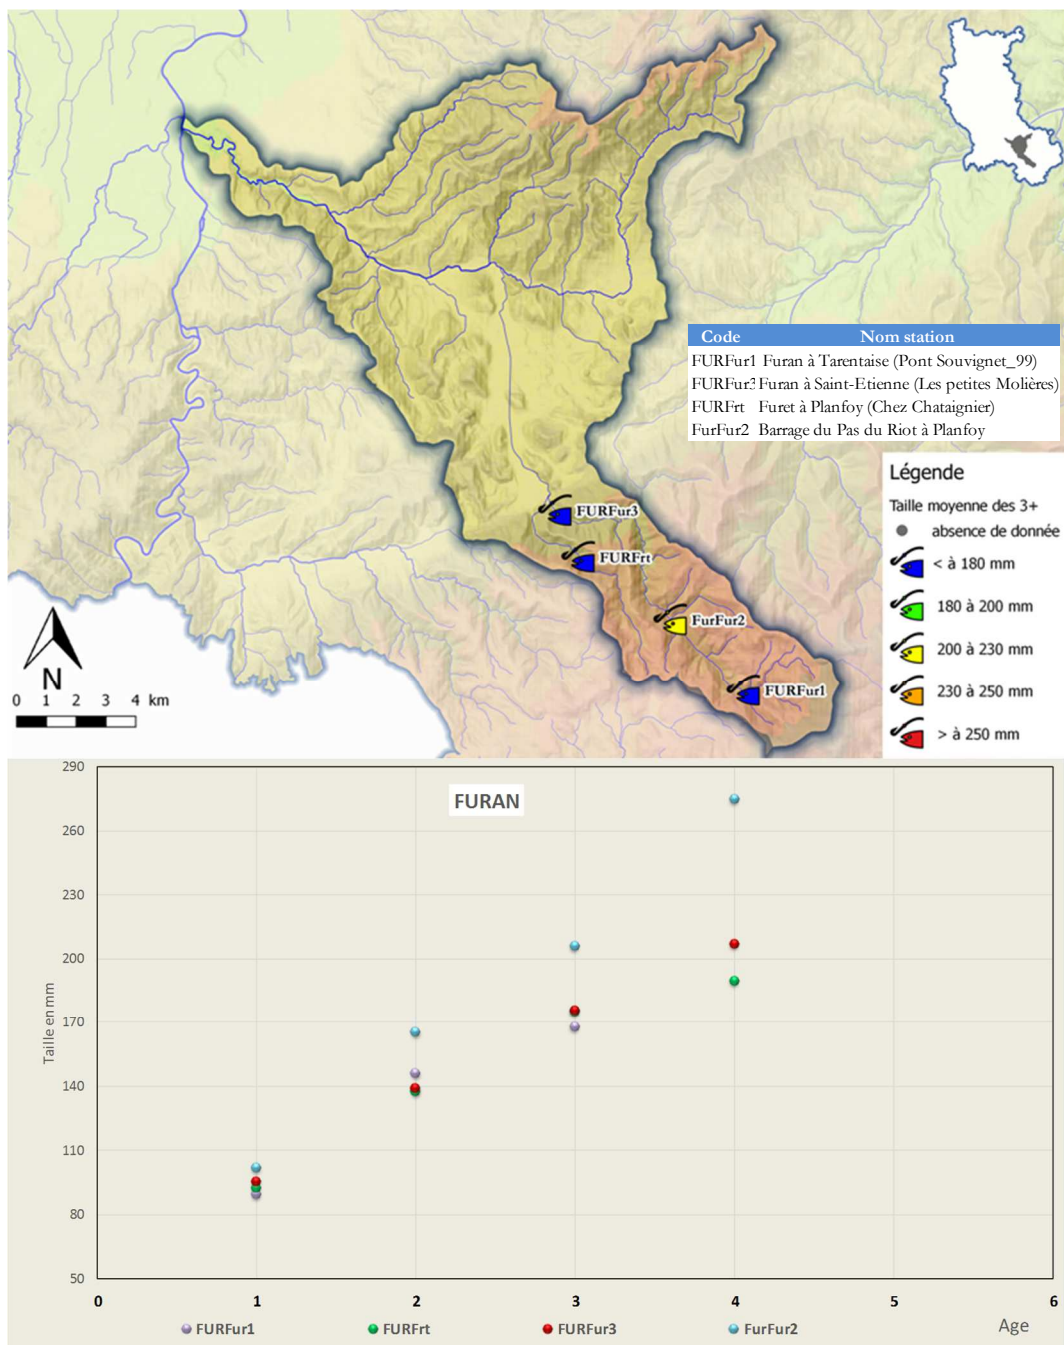 Code Nom station
FURFur1 Furan à Tarentaise (Pont Souvignet_99)
FURFur3 Furan à Saint-Etienne (Les petites Molières)
FURFrt Furet à Planfoy (Chez Chataignier)
FurFur2 Barrage du Pas du Riot à Planfoy
Légende
Taille moyenne des 3+
absence de donnée
< à 180 mm
180 à 200 mm
200 à 230 mm
230 à 250 mm
> à 250 mm
FURFur3
FURFrt
FurFur2
FURFur1
N
0 1 2 3 4 km
FURAN
290
260
230
200
170
140
110
80
50
Taille en mm
0 1 2 3 4 5 6
FURFur1 FURFrt FURFur3 FurFur2
Age